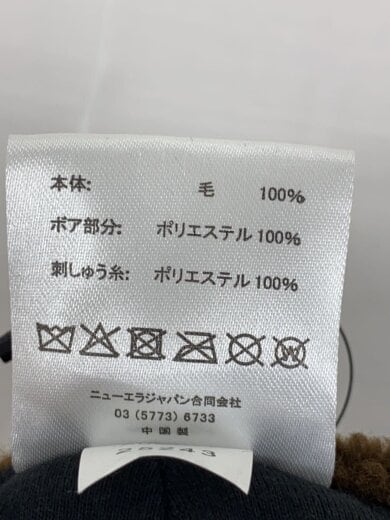 本体: 毛 100%
ボア部分: ポリエステル 100%
刺しゅう糸: ポリエステル 100%
W
ニューエラジャパン合同会社
03 (5773) 6733
中国製
25243